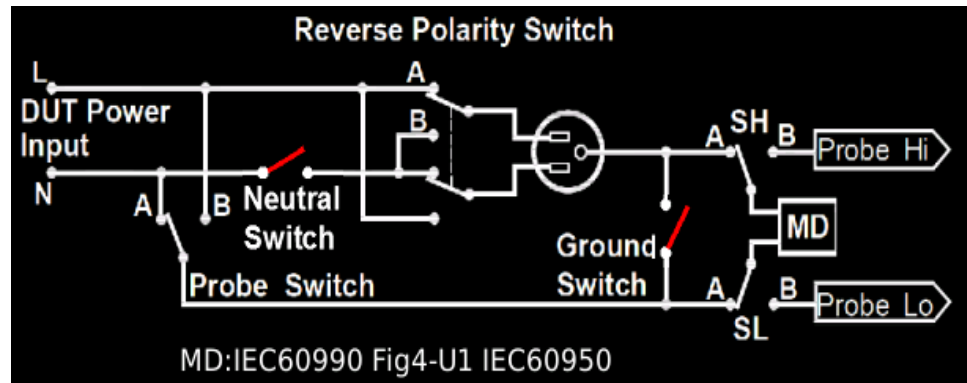 Reverse Polarity Switch
L
A
DUT Power
Input
B
N
A
B
Neutral
Switch
Probe Switch
Ground
Switch
A
SH
B
Probe Hi
MD
A
SL
B
Probe Lo
MD:IEC60990 Fig4-U1 IEC60950